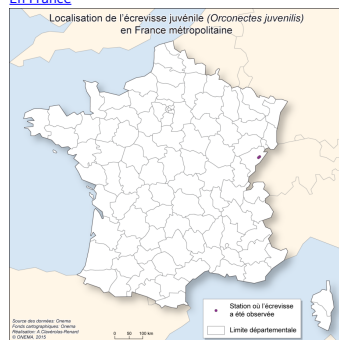 En France
Localisation de l'écrevisse juvénile (Orconectes juvenilis)
en France métropolitaine
Source des données: Onema
Fonds cartographiques: Onema
Réalisation: A.Clavérolas-Renard
© ONEMA, 2015
0 50 100 km
Station où l'écrevisse
a été observée
Limite départementale